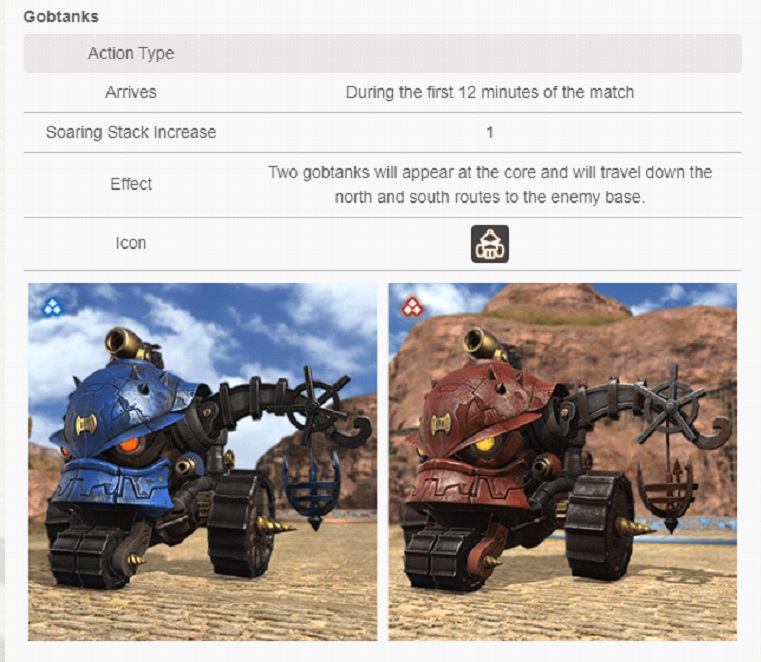 Gobtanks
Action Type
Arrives During the first 12 minutes of the match
Soaring Stack Increase 1
Effect Two gobtanks will appear at the core and will travel down the
north and south routes to the enemy base.
Icon